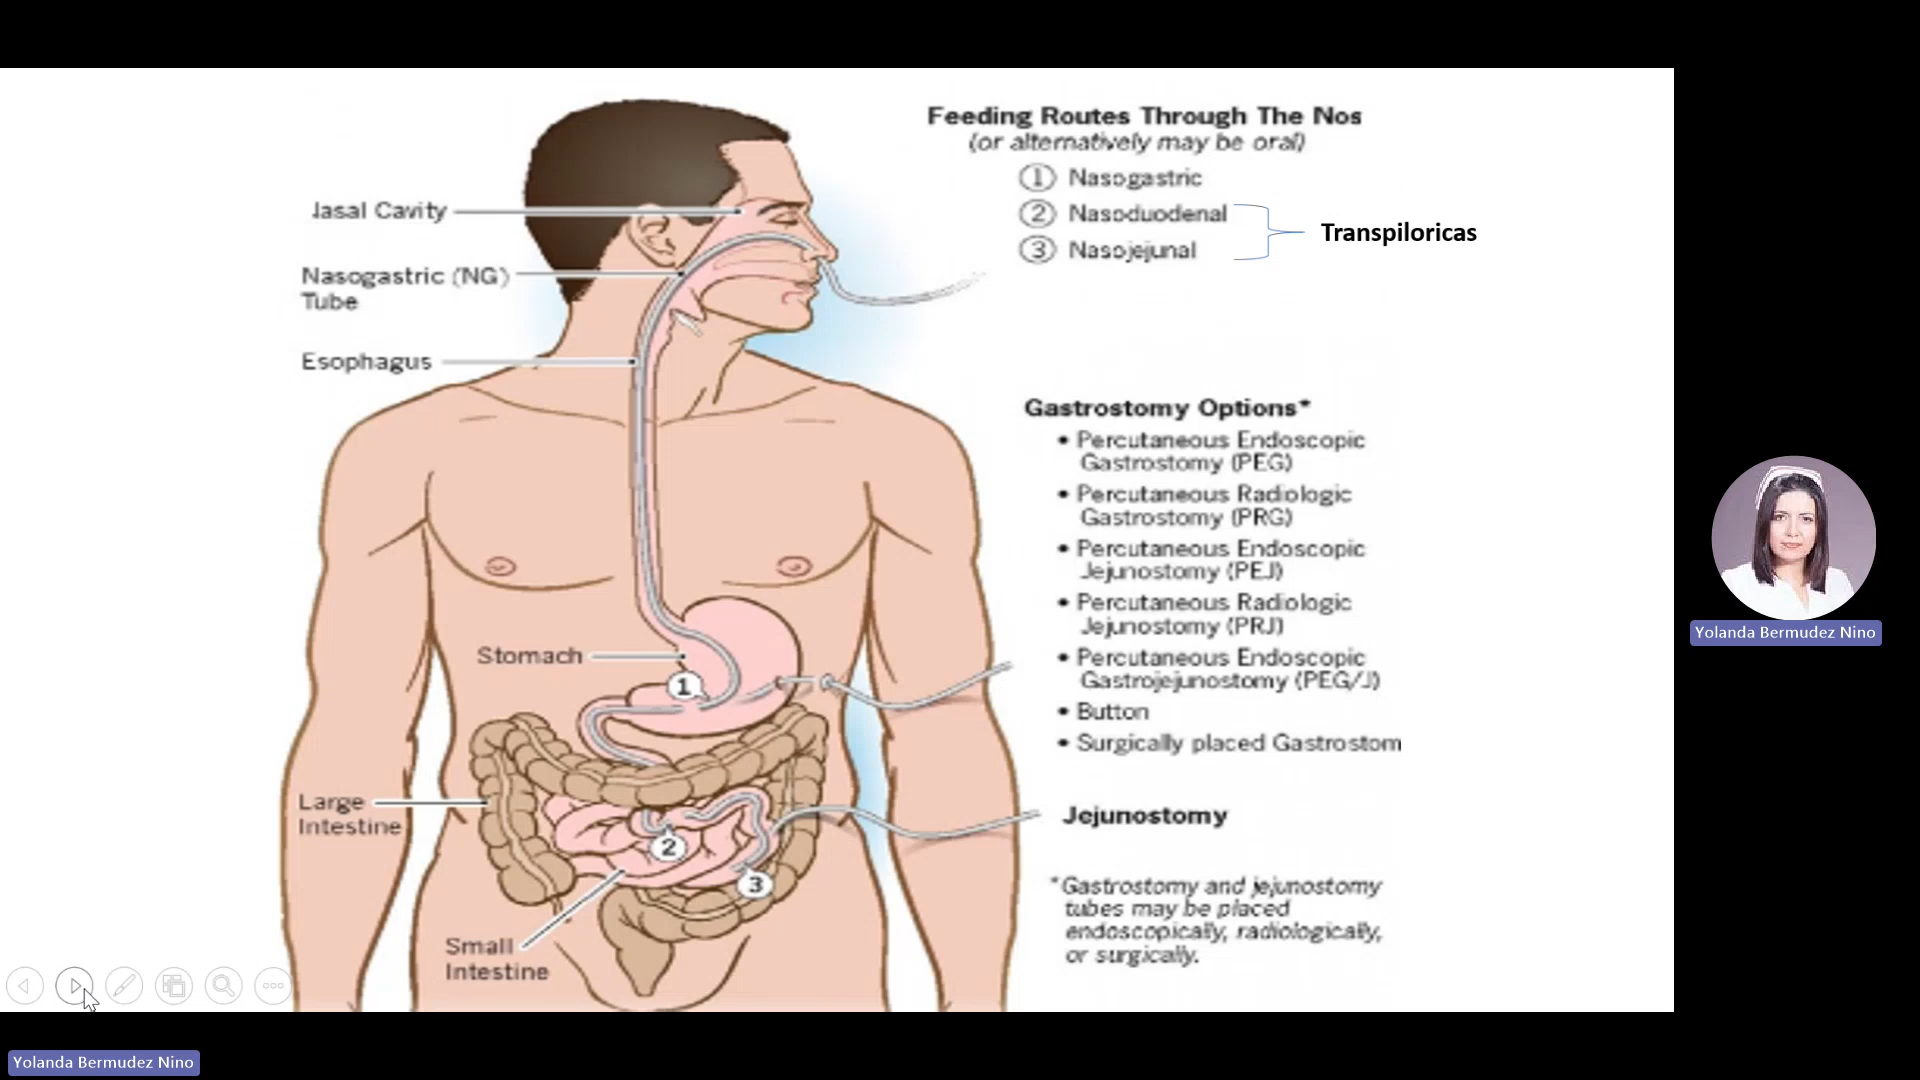 Feeding Routes Through The Nos
(or alternatively may be oral)
1 Nasogastric
2 Nasoduodenal
3 Nasojejunal
Transpiloricas
Jasal Cavity
Nasogastric (NG)
Tube
Esophagus
Stomach
Large
Intestine
Small
Intestine
1
2
3
Gastrostomy Options*
• Percutaneous Endoscopic
Gastrostomy (PEG)
• Percutaneous Radiologic
Gastrostomy (PRG)
• Percutaneous Endoscopic
Jejunostomy (PEJ)
• Percutaneous Radiologic
Jejunostomy (PRJ)
• Percutaneous Endoscopic
Gastrojejunostomy (PEG/J)
• Button
• Surgically placed Gastrostom
Jejunostomy
*Gastrostomy and jejunostomy
tubes may be placed
endoscopically, radiologically,
or surgically.
Yolanda Bermudez Nino
Yolanda Bermudez Nino